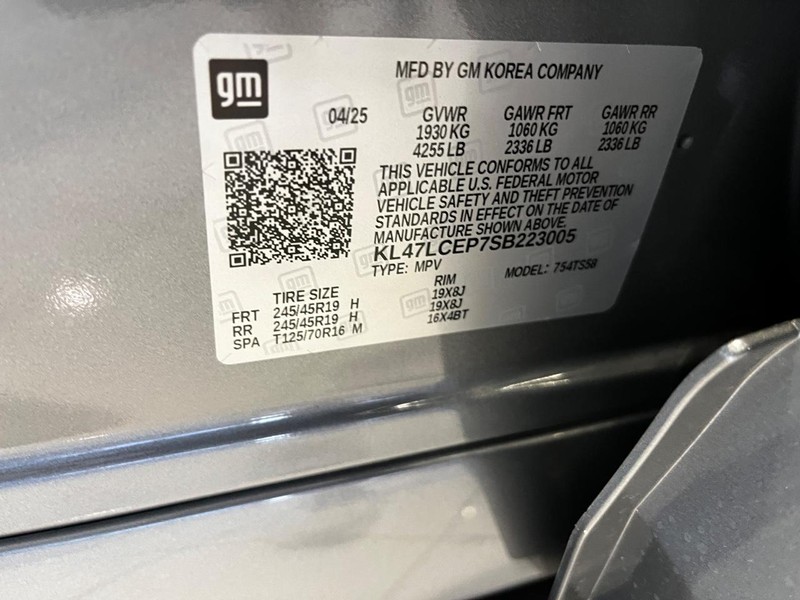 gm
MFD BY GM KOREA COMPANY
04/25 GVWR GAWR FRT GAWR RR
1930 KG 1060 KG 1060 KG
4255 LB 2336 LB 2336 LB
THIS VEHICLE CONFORMS TO ALL
APPLICABLE U.S. FEDERAL MOTOR
VEHICLE SAFETY AND THEFT PREVENTION
STANDARDS IN EFFECT ON THE DATE OF
MANUFACTURE SHOWN ABOVE.
KL47LCEP7SB223005
TYPE: MPV MODEL: 754TS58
TIRE SIZE RIM
FRT 245/45R19 H 19X8J
RR 245/45R19 H 19X8J
SPA T125/70R16 M 16X4BT